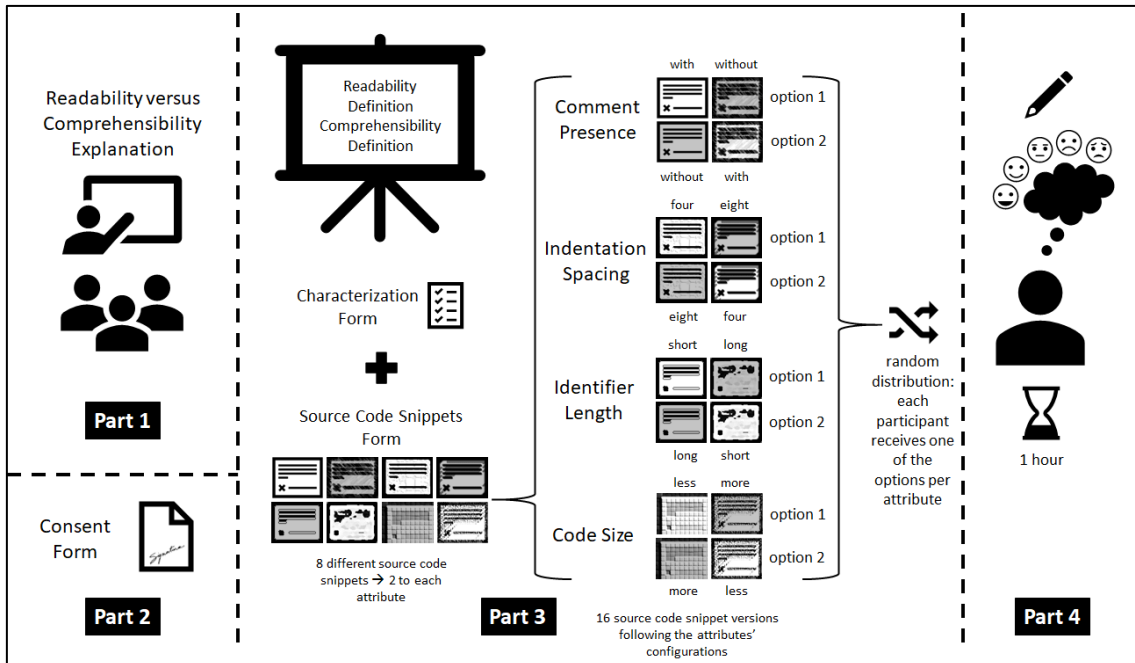 Readability versus
Comprehensibility
Explanation
Part 1
Consent
Form
Signature
Part 2
Readability
Definition
Comprehensibility
Definition
Characterization
Form
Source Code Snippets
Form
8 different source code
snippets → 2 to each
attribute
Part 3
Comment
Presence
with without
option 1
option 2
without with
Indentation
Spacing
four eight
option 1
option 2
eight four
Identifier
Length
short long
option 1
option 2
long short
Code Size
less more
option 1
option 2
more less
16 source code snippet versions
following the attributes’
configurations
random
distribution:
each
participant
receives one
of the
options per
attribute
1 hour
Part 4